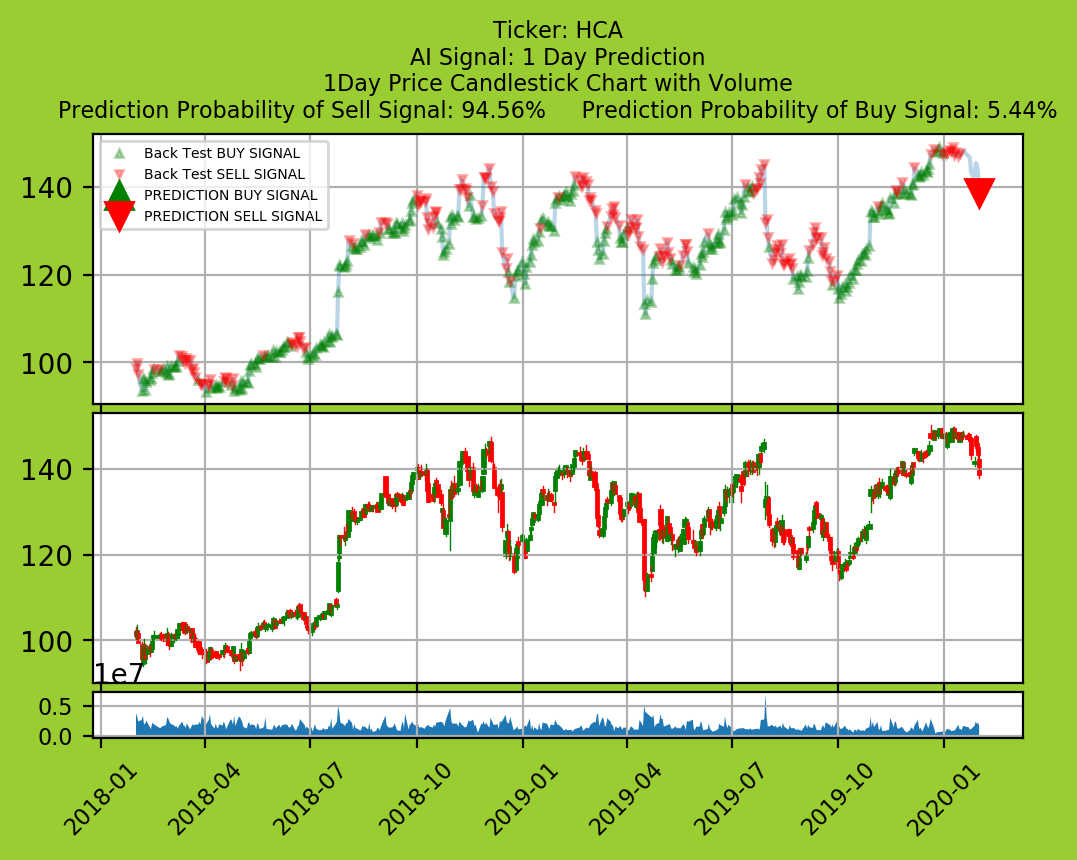 Ticker: HCA
AI Signal: 1 Day Prediction
1Day Price Candlestick Chart with Volume
Prediction Probability of Sell Signal: 94.56% Prediction Probability of Buy Signal: 5.44%
Back Test BUY SIGNAL
Back Test SELL SIGNAL
PREDICTION BUY SIGNAL
PREDICTION SELL SIGNAL
140
120
100
140
120
100
1e7
0.5
0.0
2018-01
2018-04
2018-07
2018-10
2019-01
2019-04
2019-07
2019-10
2020-01